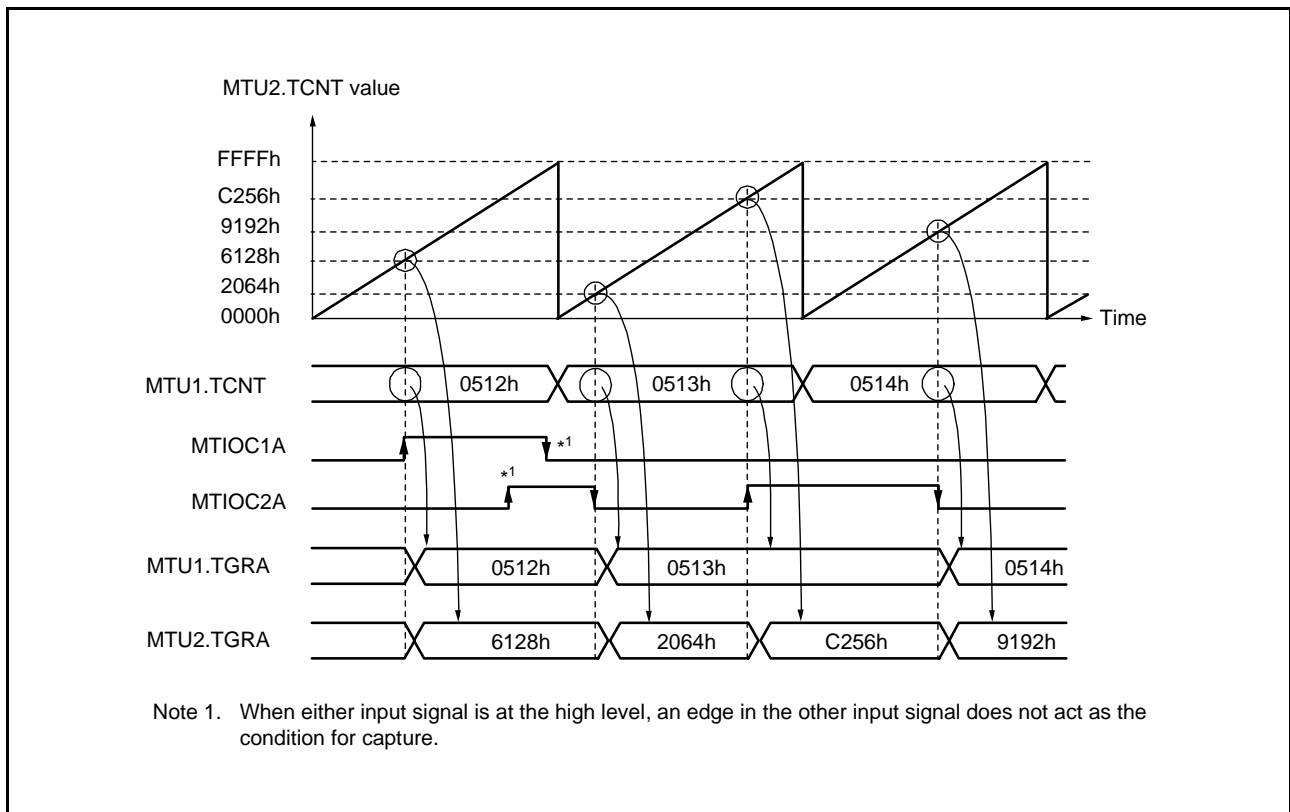 MTU2.TCNT value
FFFFh
C256h
9192h
6128h
2064h
0000h
Time
MTU1.TCNT 0512h 0513h 0514h
MTIOC1A *1
MTIOC2A *1
MTU1.TGRA 0512h 0513h 0514h
MTU2.TGRA 6128h 2064h C256h 9192h
Note 1. When either input signal is at the high level, an edge in the other input signal does not act as the
condition for capture.